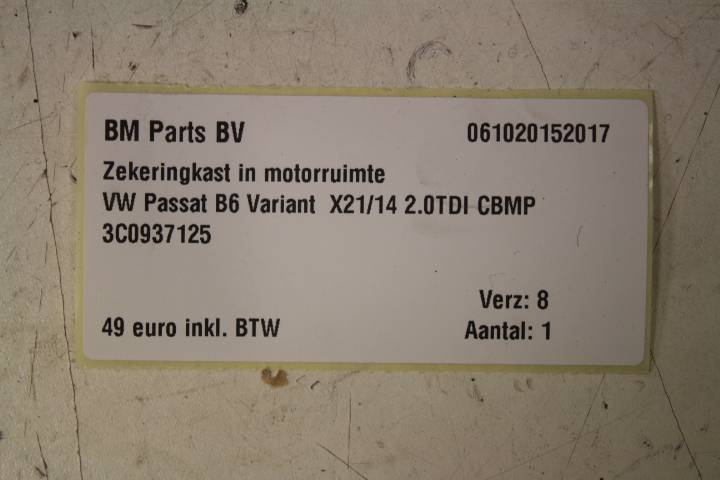 BM Parts BV 061020152017
Zekeringkast in motorruimte
VW Passat B6 Variant X21/14 2.0TDI CBMP
3C0937125
Verz: 8
49 euro inkl. BTW Aantal: 1